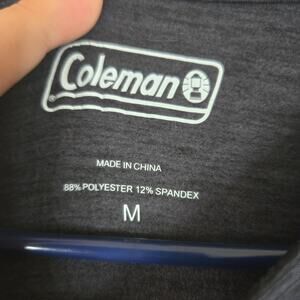 Coleman
MADE IN CHINA
88% POLYESTER 12% SPANDEX
M